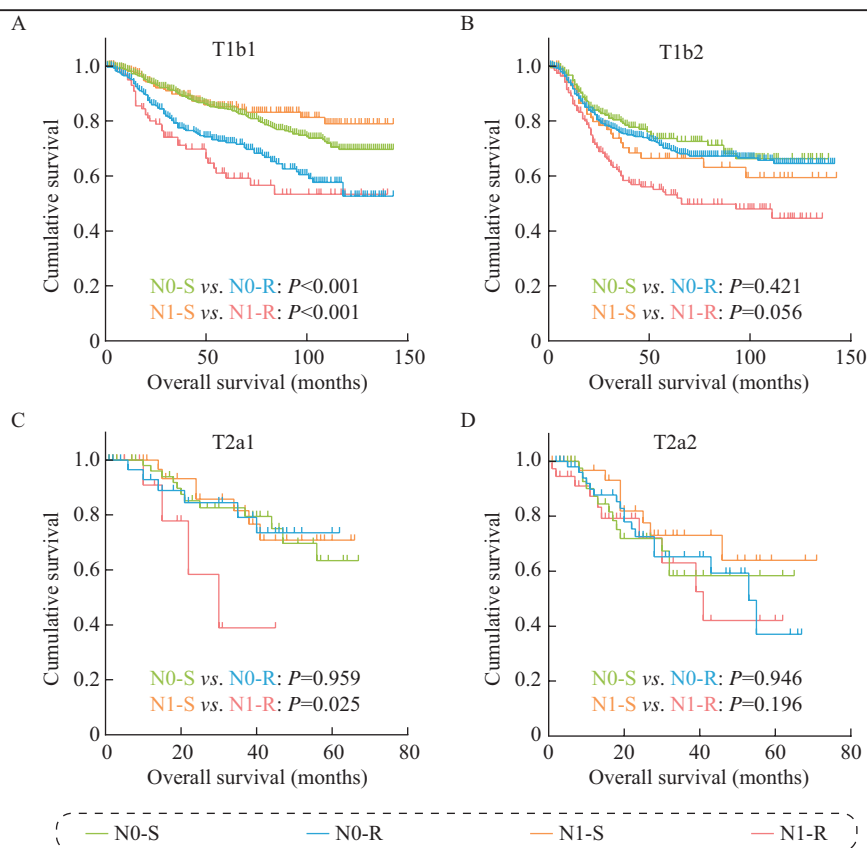 A
T1b1
1.0
0.8
0.6
0.4
0.2
0
Cumulative survival
N0-S vs. N0-R: P<0.001
N1-S vs. N1-R: P<0.001
0 50 100 150
Overall survival (months)
B
T1b2
1.0
0.8
0.6
0.4
0.2
0
Cumulative survival
N0-S vs. N0-R: P=0.421
N1-S vs. N1-R: P=0.056
0 50 100 150
Overall survival (months)
C
T2a1
1.0
0.8
0.6
0.4
0.2
0
Cumulative survival
N0-S vs. N0-R: P=0.959
N1-S vs. N1-R: P=0.025
0 20 40 60 80
Overall survival (months)
D
T2a2
1.0
0.8
0.6
0.4
0.2
0
Cumulative survival
N0-S vs. N0-R: P=0.946
N1-S vs. N1-R: P=0.196
0 20 40 60 80
Overall survival (months)
N0-S N0-R N1-S N1-R